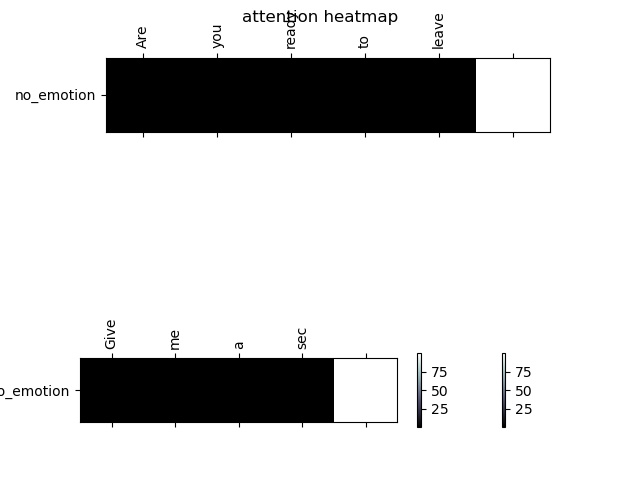 attention heatmap
Are you ready to leave
no_emotion
Give me a sec
o_emotion
75 75
50 50
25 25